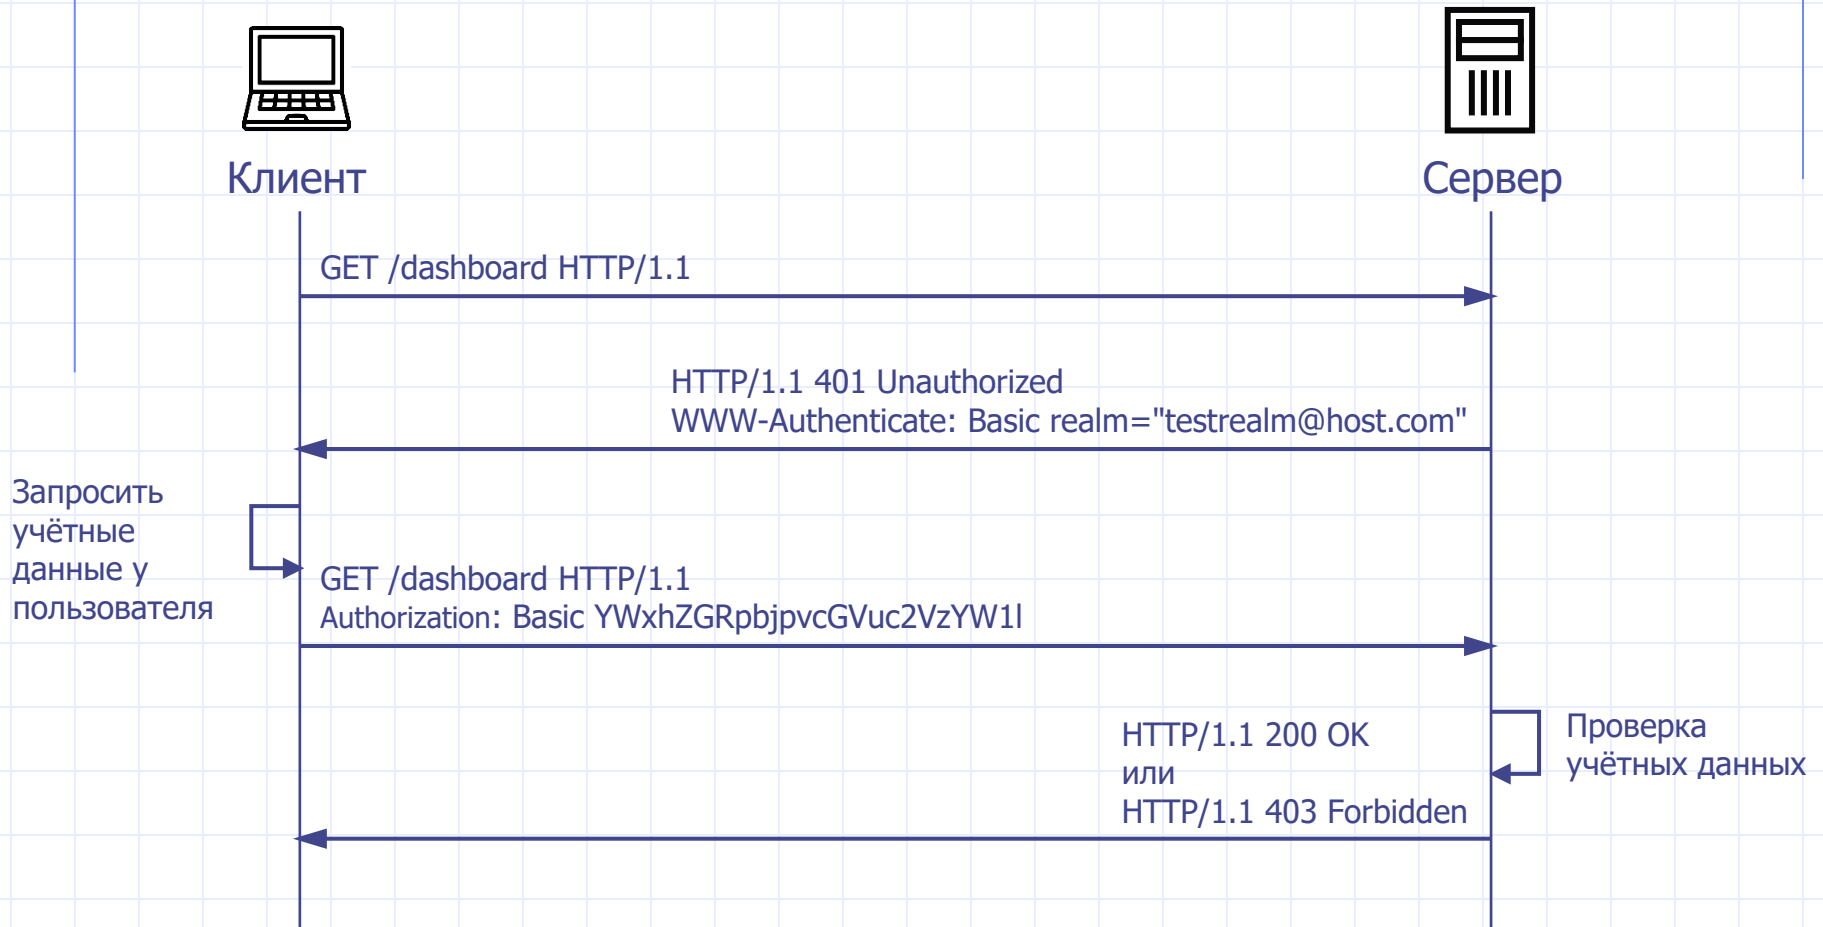 Клиент
Сервер
GET /dashboard HTTP/1.1
HTTP/1.1 401 Unauthorized
WWW-Authenticate: Basic realm="testrealm@host.com"
Запросить
учётные
данные у
пользователя
GET /dashboard HTTP/1.1
Authorization: Basic YWxhZGRpbjpvcGVuc2VzYW1l
HTTP/1.1 200 OK
или
HTTP/1.1 403 Forbidden
Проверка
учётных данных